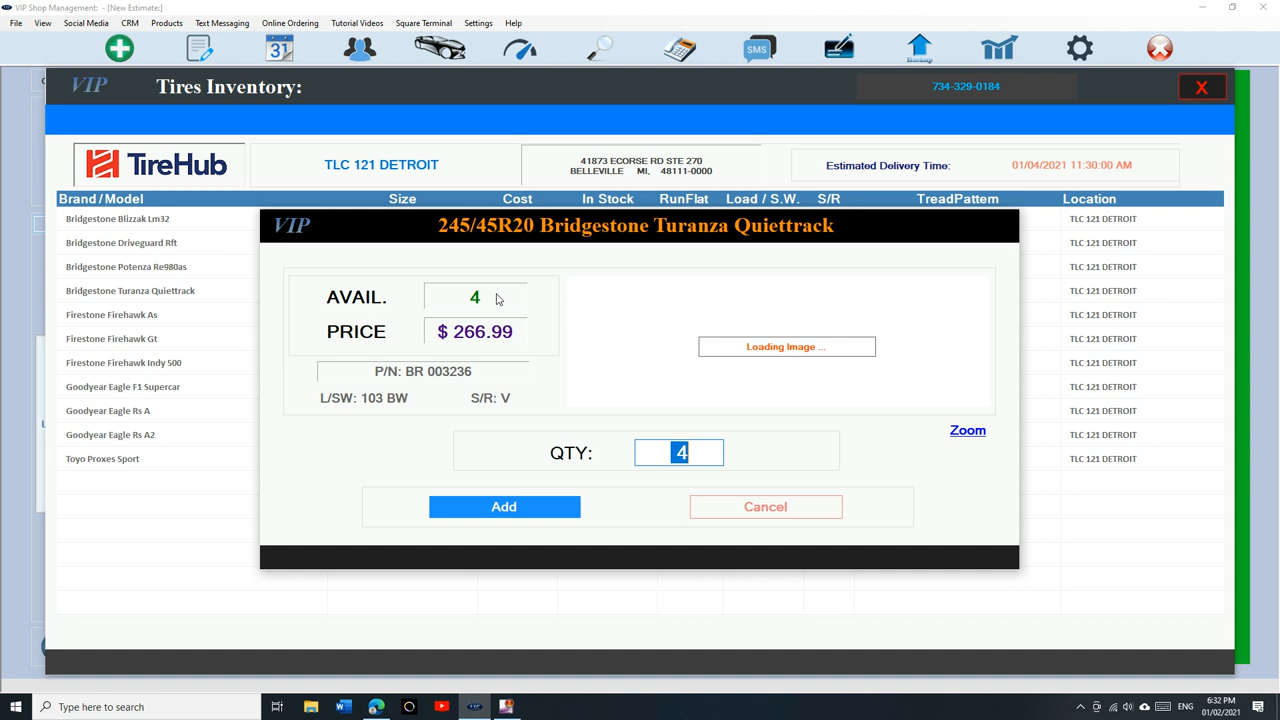 VIP Shop Management: - [New Estimate:]
File View Social Media CRM Products Text Messaging Online Ordering Tutorial Videos Square Terminal Settings Help
31 SMS Backup
VIP Tires Inventory: 734-329-0184 X
TireHub TLC 121 DETROIT
41873 ECORSE RD STE 270
BELLEVILLE MI, 48111-0000
Estimated Delivery Time: 01/04/2021 11:30:00 AM
Brand/Model Size Cost In Stock RunFlat Load / S.W. S/R TreadPattern Location
Bridgestone Blizzak Lm32 TLC 121 DETROIT
Bridgestone Driveguard Rft TLC 121 DETROIT
Bridgestone Potenza Re980as TLC 121 DETROIT
Bridgestone Turanza Quiettrack TLC 121 DETROIT
Firestone Firehawk As TLC 121 DETROIT
Firestone Firehawk Gt TLC 121 DETROIT
Firestone Firehawk Indy 500 TLC 121 DETROIT
Goodyear Eagle F1 Supercar TLC 121 DETROIT
Goodyear Eagle Rs A TLC 121 DETROIT
Goodyear Eagle Rs A2 TLC 121 DETROIT
Toyo Proxes Sport TLC 121 DETROIT
VIP 245/45R20 Bridgestone Turanza Quiettrack
AVAIL. 4
PRICE $ 266.99
P/N: BR 003236
L/SW: 103 BW S/R: V
Loading Image ...
Zoom
QTY: 4
Add Cancel
Type here to search
ENG
6:32 PM
01/02/2021